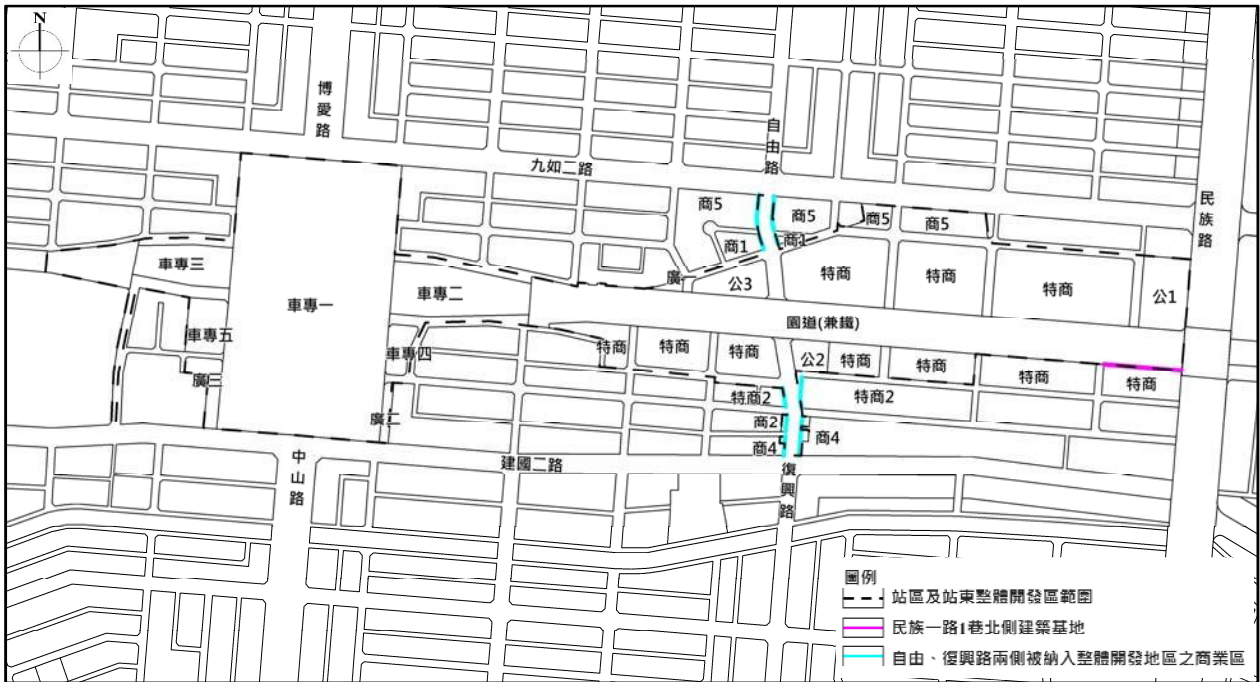 N
博愛路
自由路
九如二路
民族路
商5
商5
商5
商5
商1
商1
車專三
廣一
公3
特商
特商
特商
公1
車專一
車專二
園道(兼鐵)
車專五
車專四
特商
特商
特商
公2
特商
特商
特商
特商
廣三
特商2
特商2
廣二
商2
商4
商4
中山路
建國二路
復興路
圖例
站區及站東整體開發區範圍
民族一路1巷北側建築基地
自由、復興路兩側被納入整體開發地區之商業區